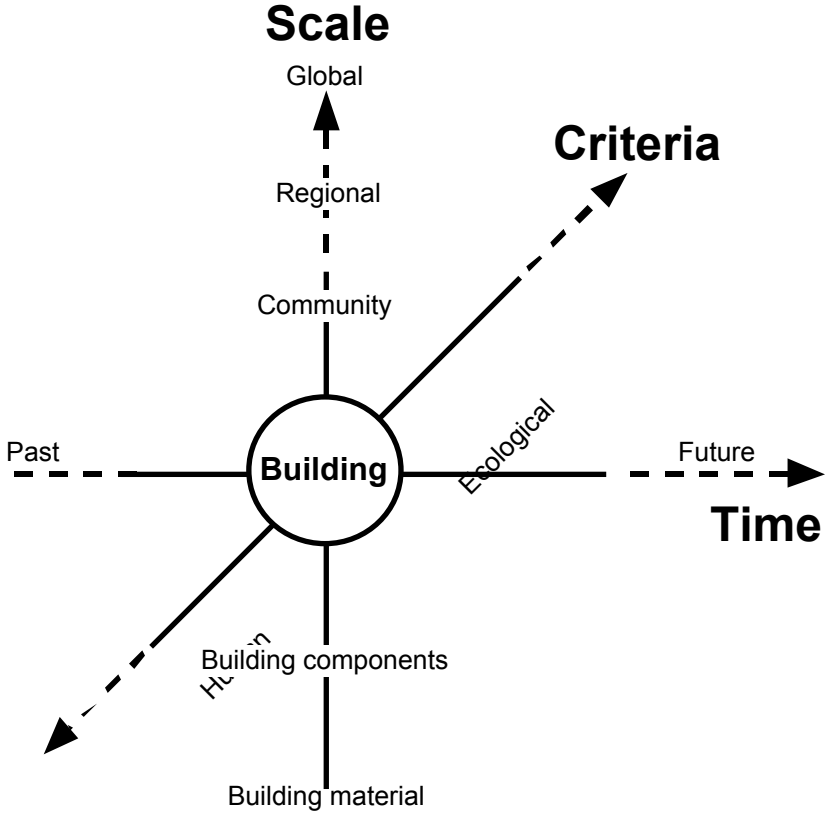 Scale
Global
Criteria
Regional
Community
Ecological
Past
Building
Future
Time
Building components
Building material